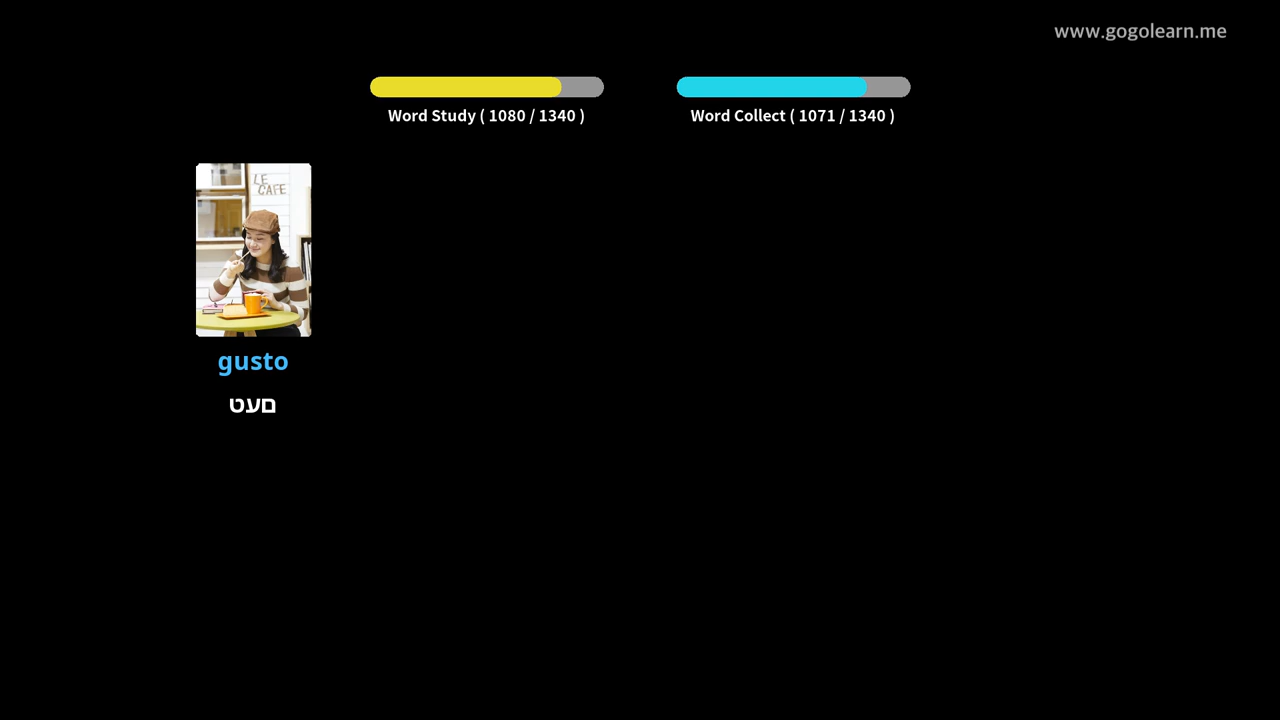 www.gogolearn.me
Word Study ( 1080 / 1340 )
Word Collect ( 1071 / 1340 )
LE
CAFE
gusto
טעם